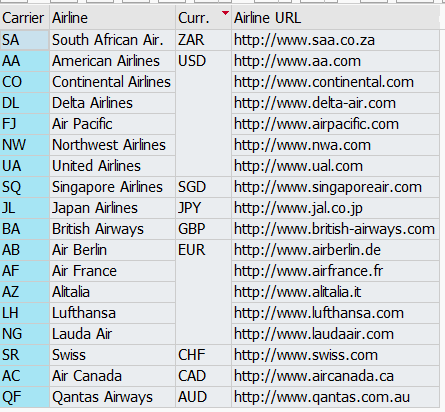 Carrier Airline Curr. Airline URL
SA South African Air. ZAR http://www.saa.co.za
AA American Airlines USD http://www.aa.com
CO Continental Airlines http://www.continental.com
DL Delta Airlines http://www.delta-air.com
FJ Air Pacific http://www.airpacific.com
NW Northwest Airlines http://www.nwa.com
UA United Airlines http://www.ual.com
SQ Singapore Airlines SGD http://www.singaporeair.com
JL Japan Airlines JPY http://www.jal.co.jp
BA British Airways GBP http://www.british-airways.com
AB Air Berlin EUR http://www.airberlin.de
AF Air France http://www.airfrance.fr
AZ Alitalia http://www.alitalia.it
LH Lufthansa http://www.lufthansa.com
NG Lauda Air http://www.laudaair.com
SR Swiss CHF http://www.swiss.com
AC Air Canada CAD http://www.aircanada.ca
QF Qantas Airways AUD http://www.qantas.com.au